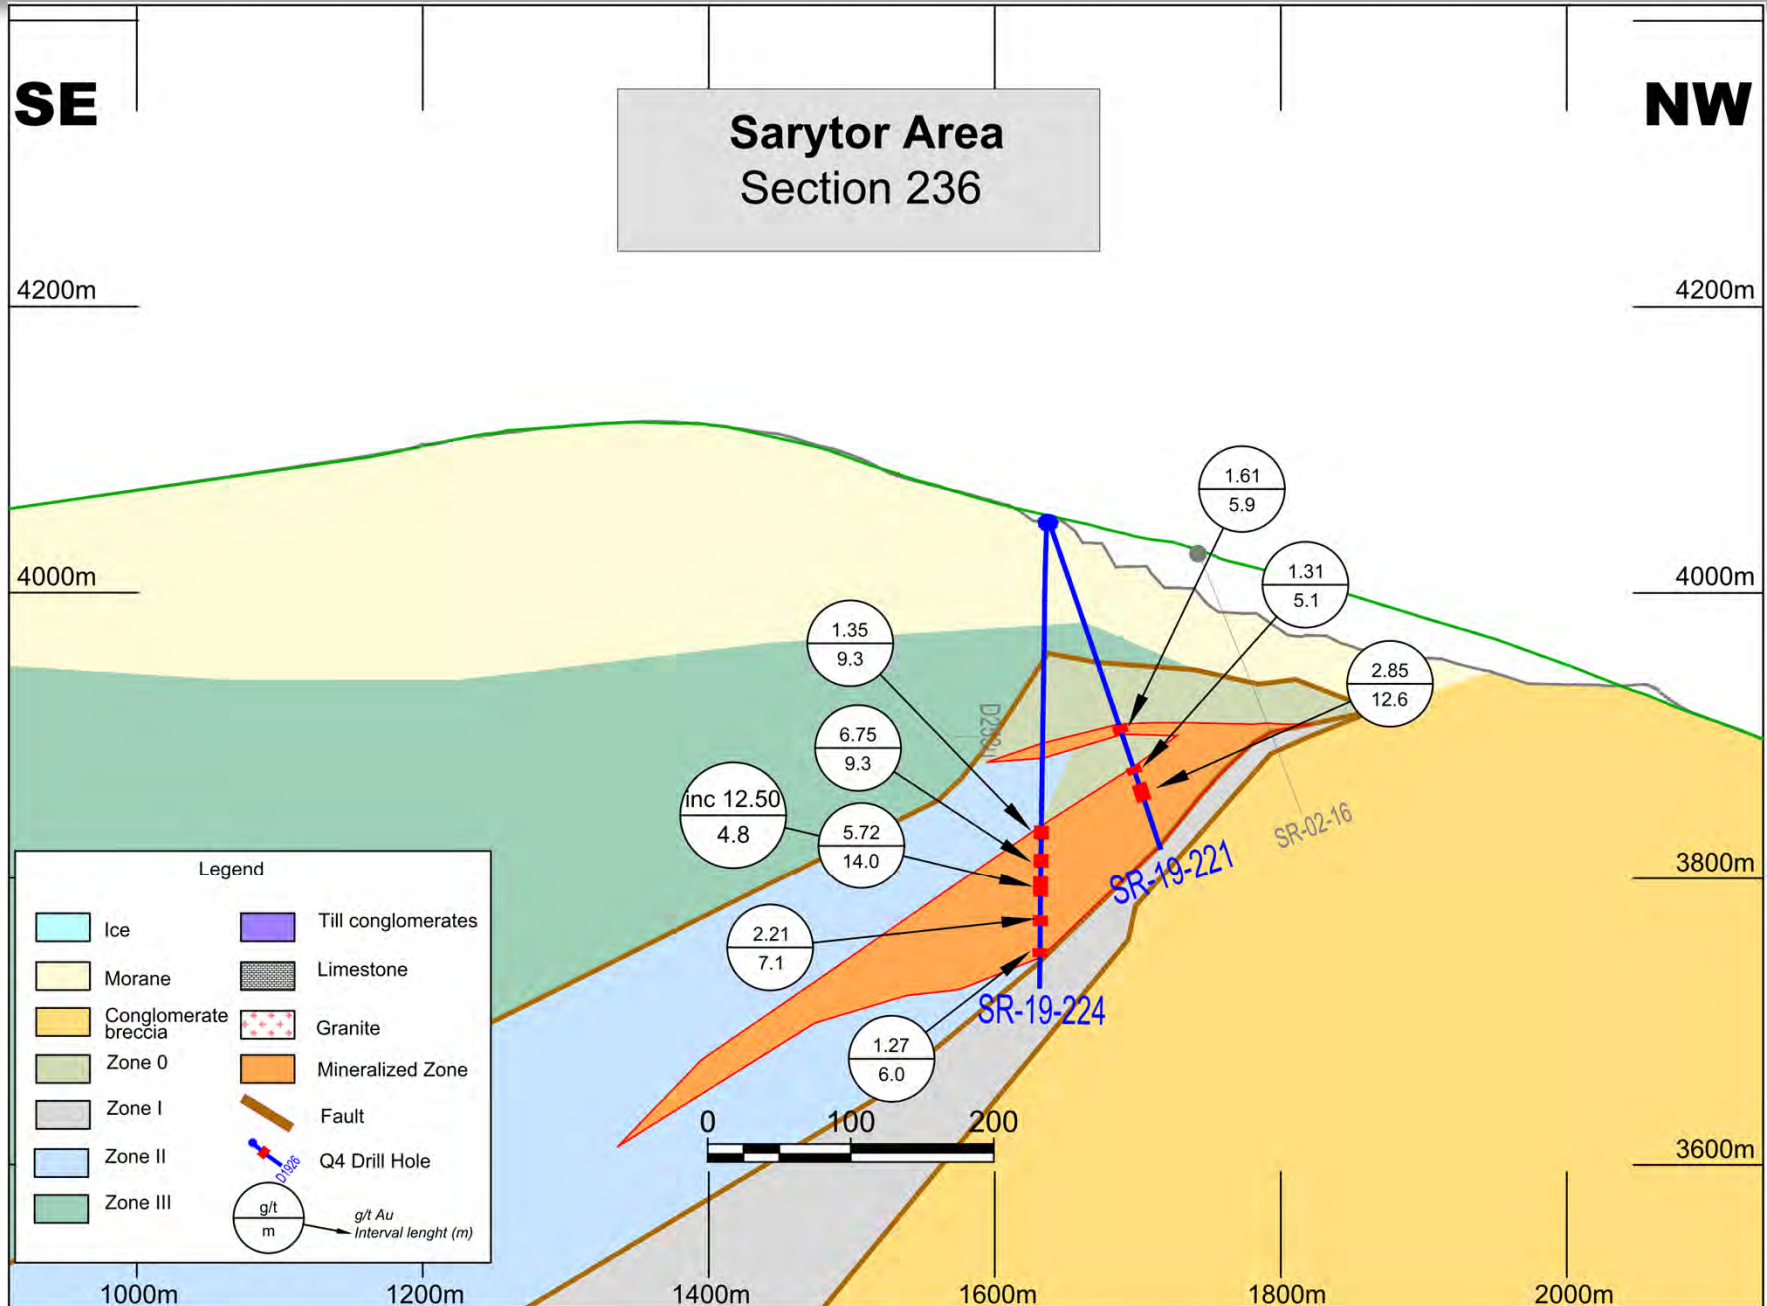 SE
NW
Sarytor Area
Section 236
4200m
4200m
1.61
5.9
4000m
4000m
1.31
5.1
1.35
9.3
2.85
12.6
6.75
9.3
inc 12.50
4.8
5.72
14.0
SR-02-16
3800m
SR-19-221
2.21
7.1
SR-19-224
1.27
6.0
0
100
200
3600m
Legend
Ice
Morane
Conglomerate
breccia
Zone 0
Zone I
Zone II
Zone III
Till conglomerates
Limestone
Granite
Mineralized Zone
Fault
Q4 Drill Hole
D1926
g/t
m
g/t Au
Interval lenght (m)
1000m
1200m
1400m
1600m
1800m
2000m